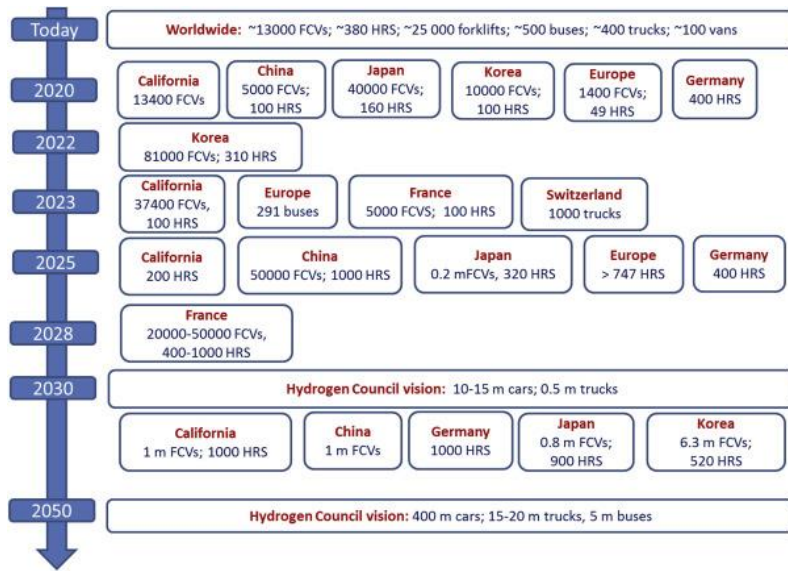 Today
Worldwide: ~13000 FCVs; ~380 HRS; ~25 000 forklifts; ~500 buses; ~400 trucks; ~100 vans
2020
California
13400 FCVs
China
5000 FCVs;
100 HRS
Japan
40000 FCVs;
160 HRS
Korea
10000 FCVs;
100 HRS
Europe
1400 FCVs;
49 HRS
Germany
400 HRS
2022
Korea
81000 FCVs; 310 HRS
2023
California
37400 FCVs,
100 HRS
Europe
291 buses
France
5000 FCVS; 100 HRS
Switzerland
1000 trucks
2025
California
200 HRS
China
50000 FCVs; 1000 HRS
Japan
0.2 mFCVs, 320 HRS
Europe
> 747 HRS
Germany
400 HRS
2028
France
20000-50000 FCVs,
400-1000 HRS
2030
Hydrogen Council vision: 10-15 m cars; 0.5 m trucks
California
1 m FCVs; 1000 HRS
China
1 m FCVs
Germany
1000 HRS
Japan
0.8 m FCVs;
900 HRS
Korea
6.3 m FCVs;
520 HRS
2050
Hydrogen Council vision: 400 m cars; 15-20 m trucks, 5 m buses